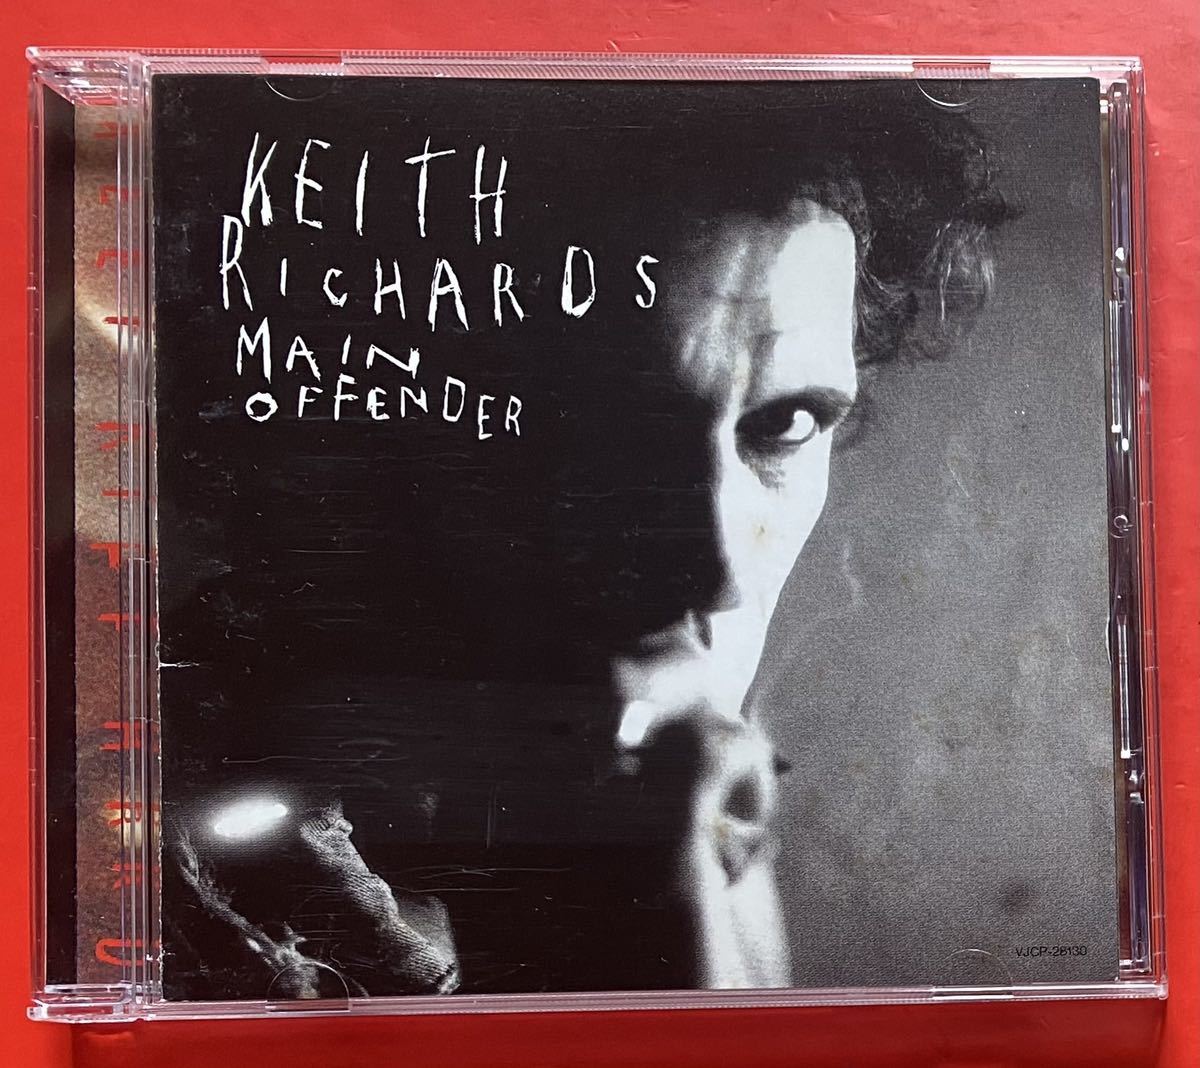 KEITH
RICHARDS
MAIN
OFFENDER
VJCP-28130